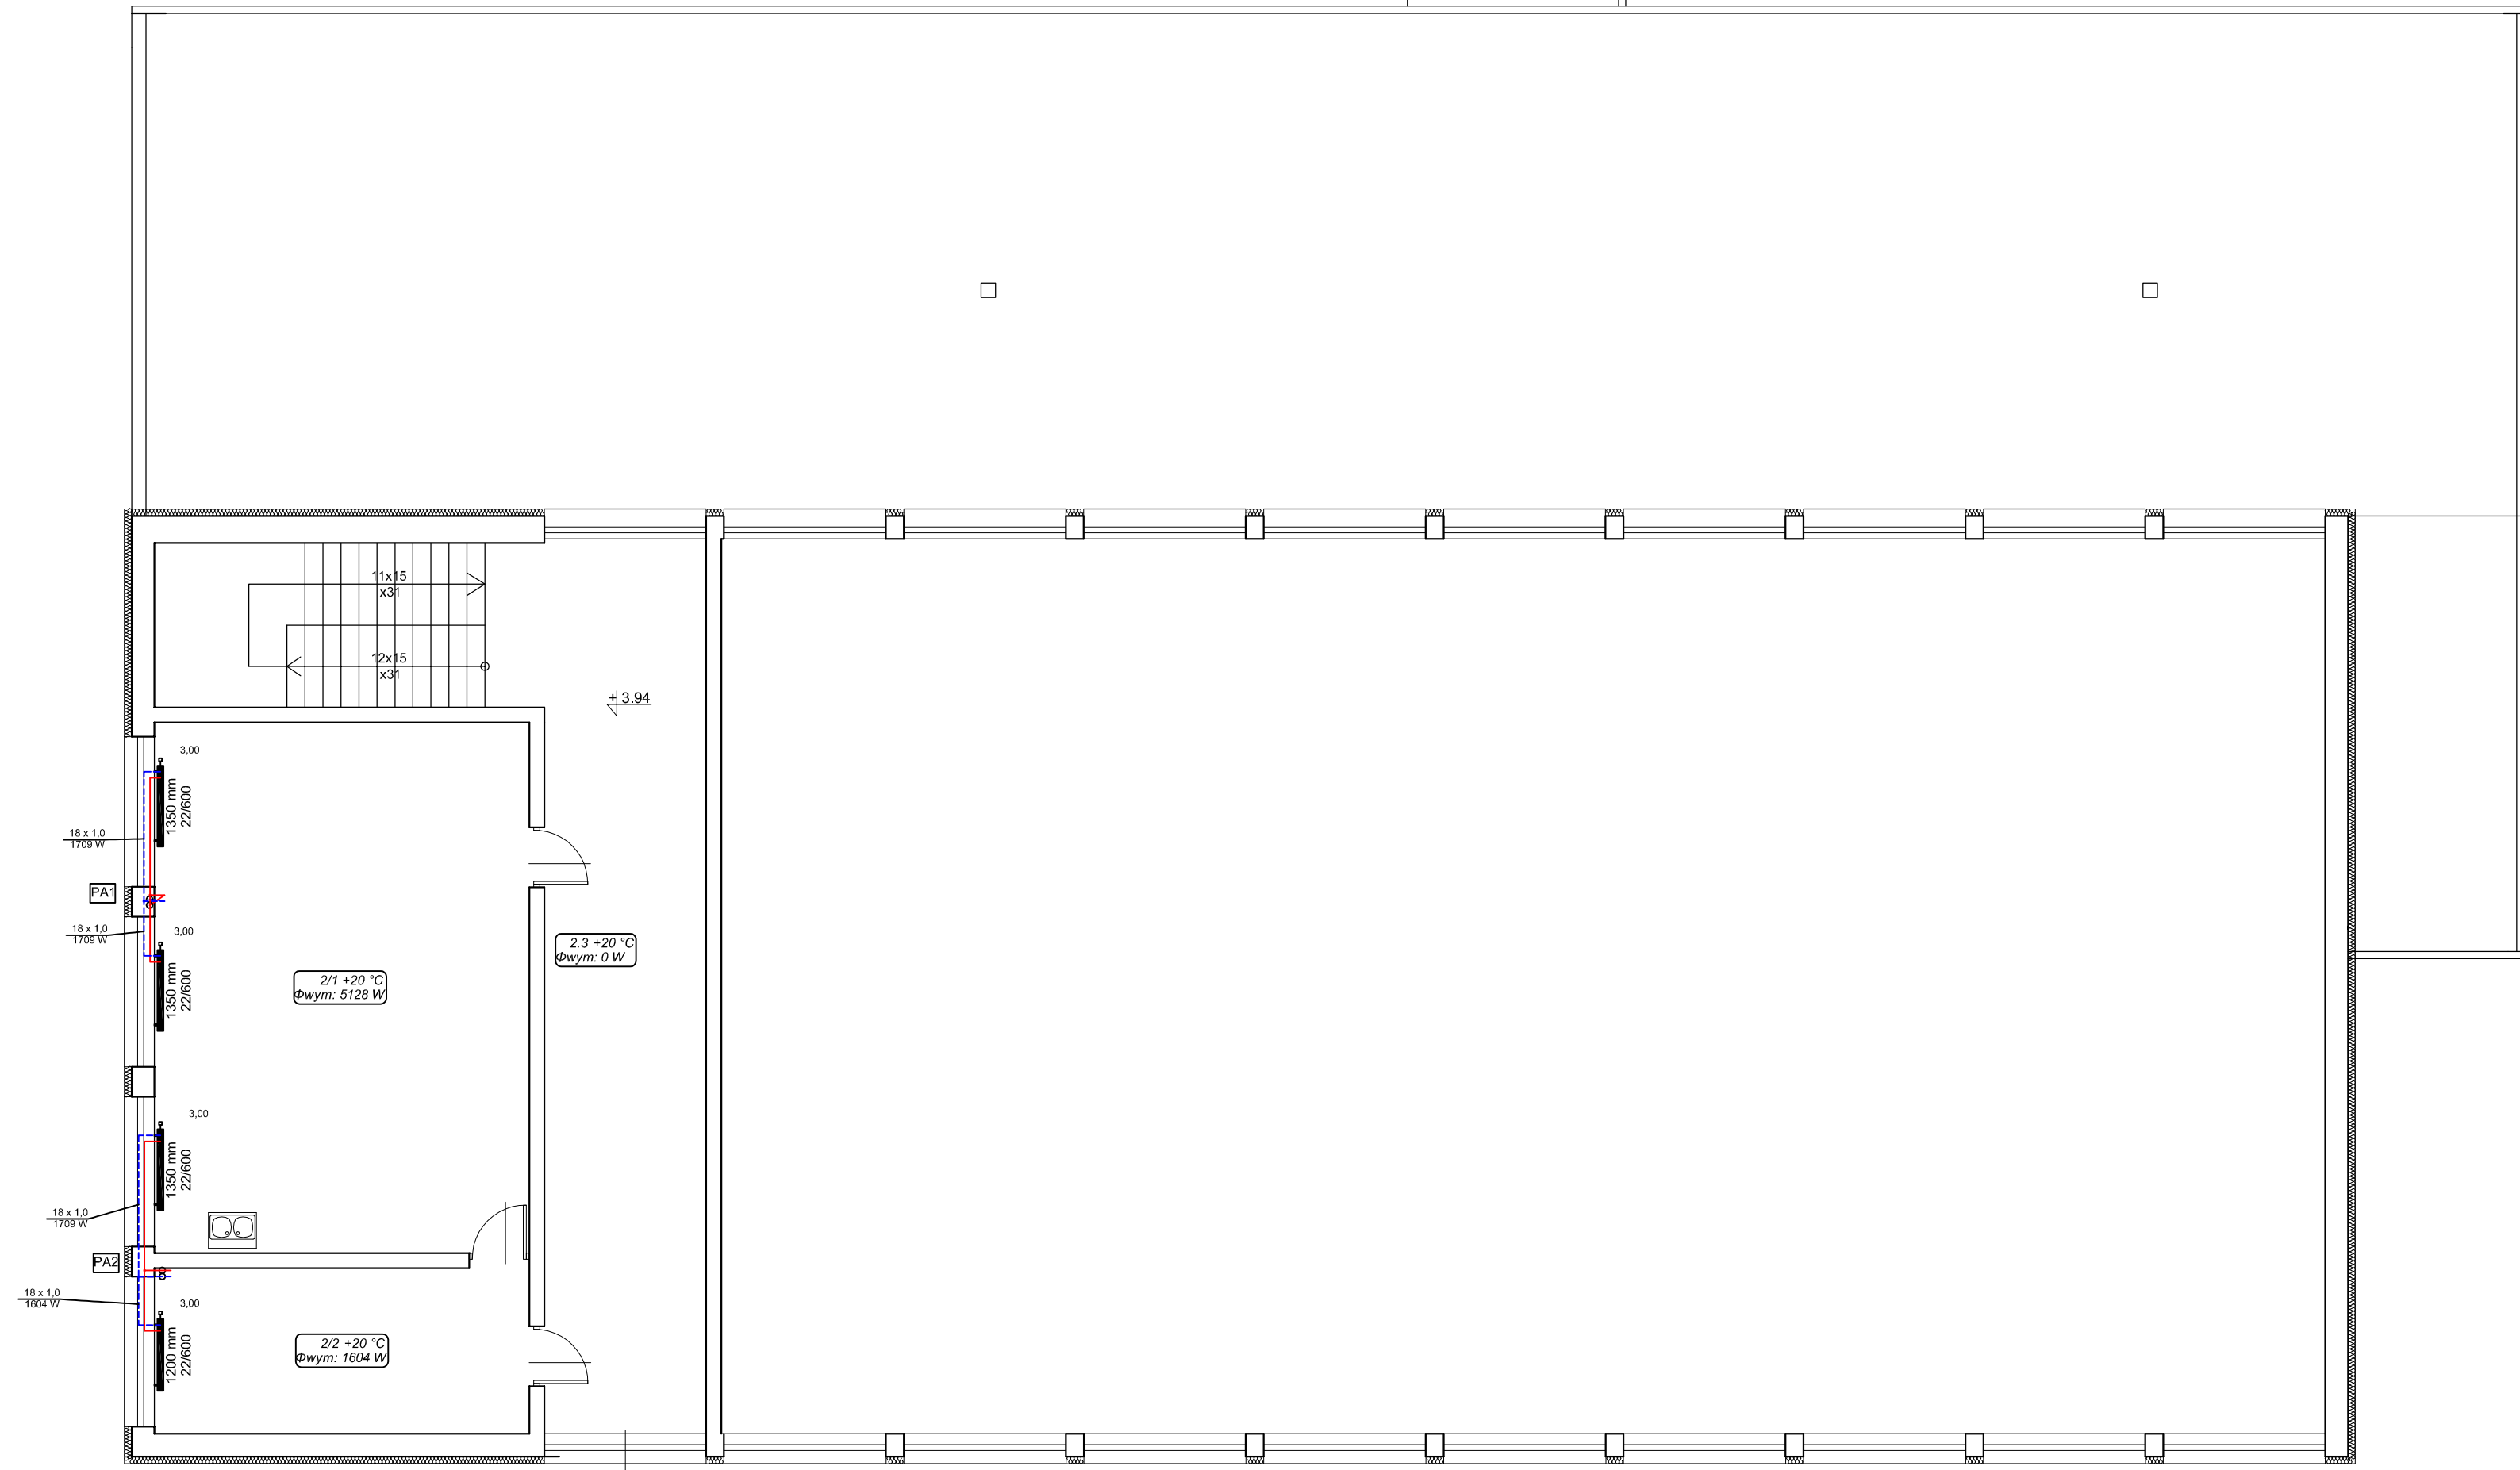 11x15
x31
12x15
x31
+ 3.94
3,00
1350 mm
22/600
18 x 1,0
1709 W
PA1
18 x 1,0
1709 W
3,00
1350 mm
22/600
2.3 +20 °C
Φwym: 0 W
2/1 +20 °C
Φwym: 5128 W
3,00
1350 mm
22/600
18 x 1,0
1709 W
PA2
18 x 1,0
1604 W
3,00
1200 mm
22/600
2/2 +20 °C
Φwym: 1604 W